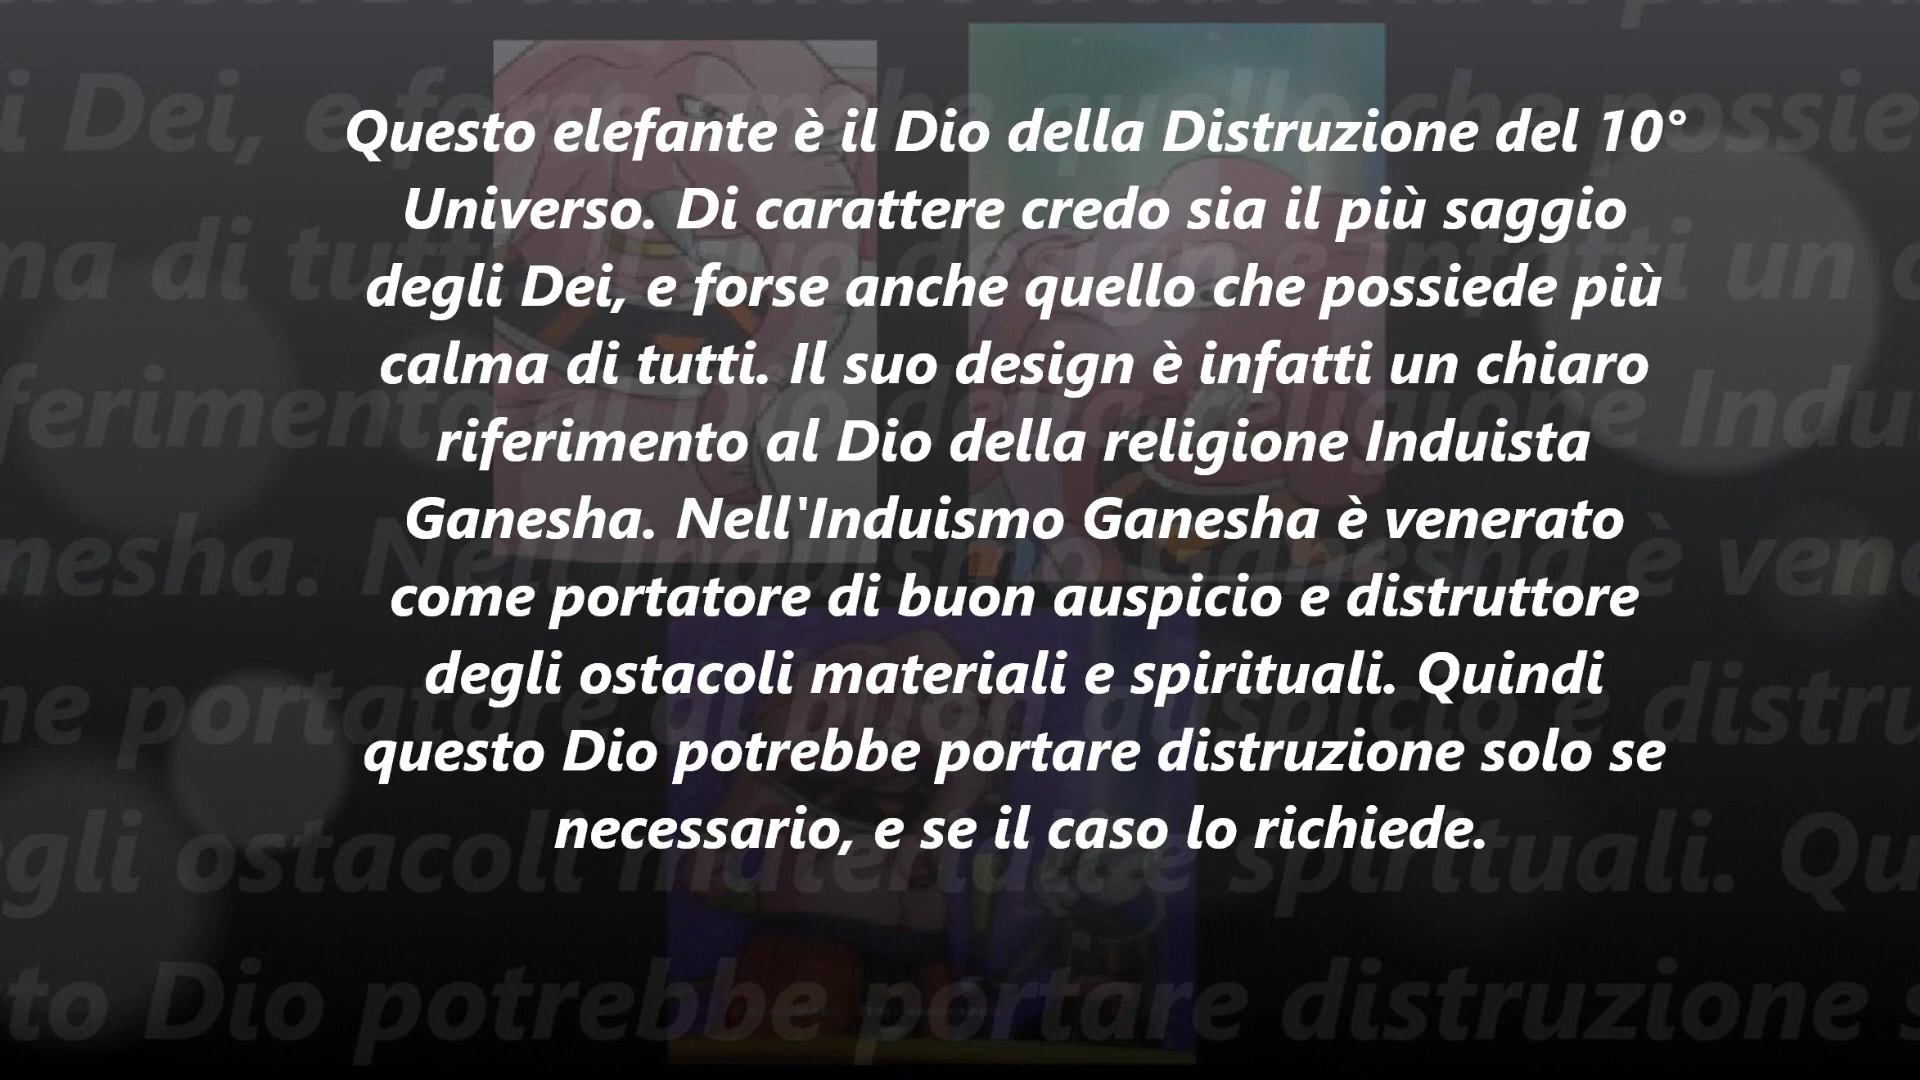 Questo elefante è il Dio della Distruzione del 10°
Universo. Di carattere credo sia il più saggio
degli Dei, e forse anche quello che possiede più
calma di tutti. Il suo design è infatti un chiaro
riferimento al Dio della religione Induista
Ganesha. Nell'Induismo Ganesha è venerato
come portatore di buon auspicio e distruttore
degli ostacoli materiali e spirituali. Quindi
questo Dio potrebbe portare distruzione solo se
necessario, e se il caso lo richiede.